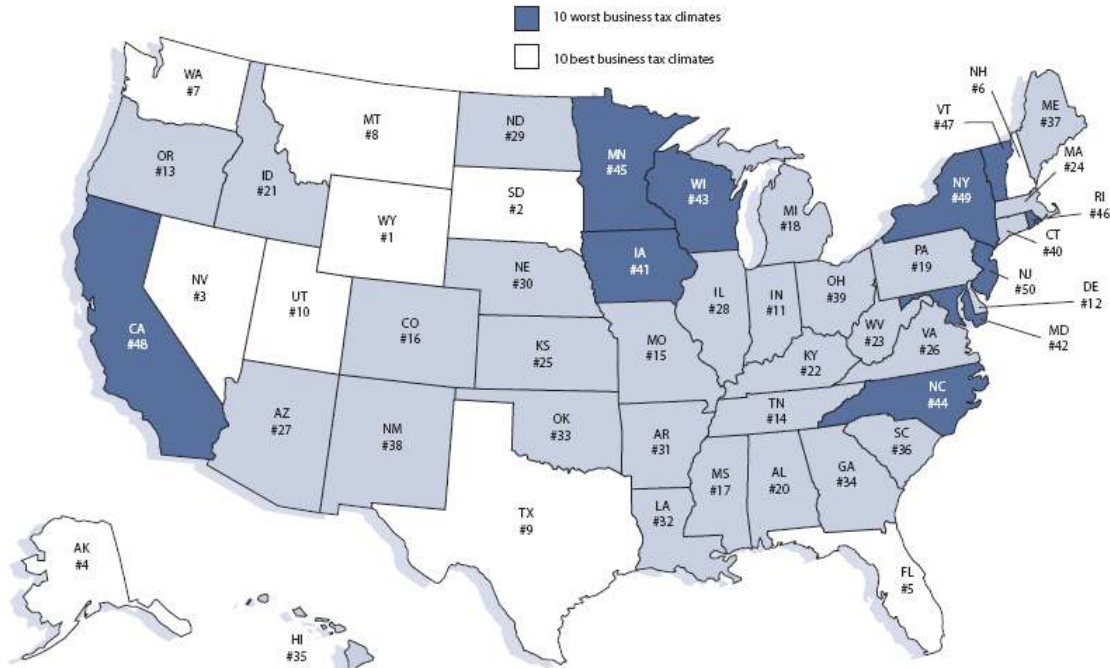 10 worst business tax climates
10 best business tax climates
WA
#7
MT
#8
ND
#29
MN
#45
NH
#6
VT
#47
ME
#37
MA
#24
OR
#13
ID
#21
SD
#2
WI
#43
NY
#49
RI
#46
WY
#1
MI
#18
CT
#40
NV
#3
UT
#10
NE
#30
IA
#41
PA
#19
NJ
#50
DE
#12
CA
#48
CO
#16
KS
#25
MO
#15
IL
#28
IN
#11
OH
#39
WV
#23
VA
#26
MD
#42
KY
#22
AZ
#27
NM
#38
OK
#33
AR
#31
TN
#14
NC
#44
SC
#36
MS
#17
AL
#20
GA
#34
TX
#9
LA
#32
AK
#4
FL
#5
HI
#35